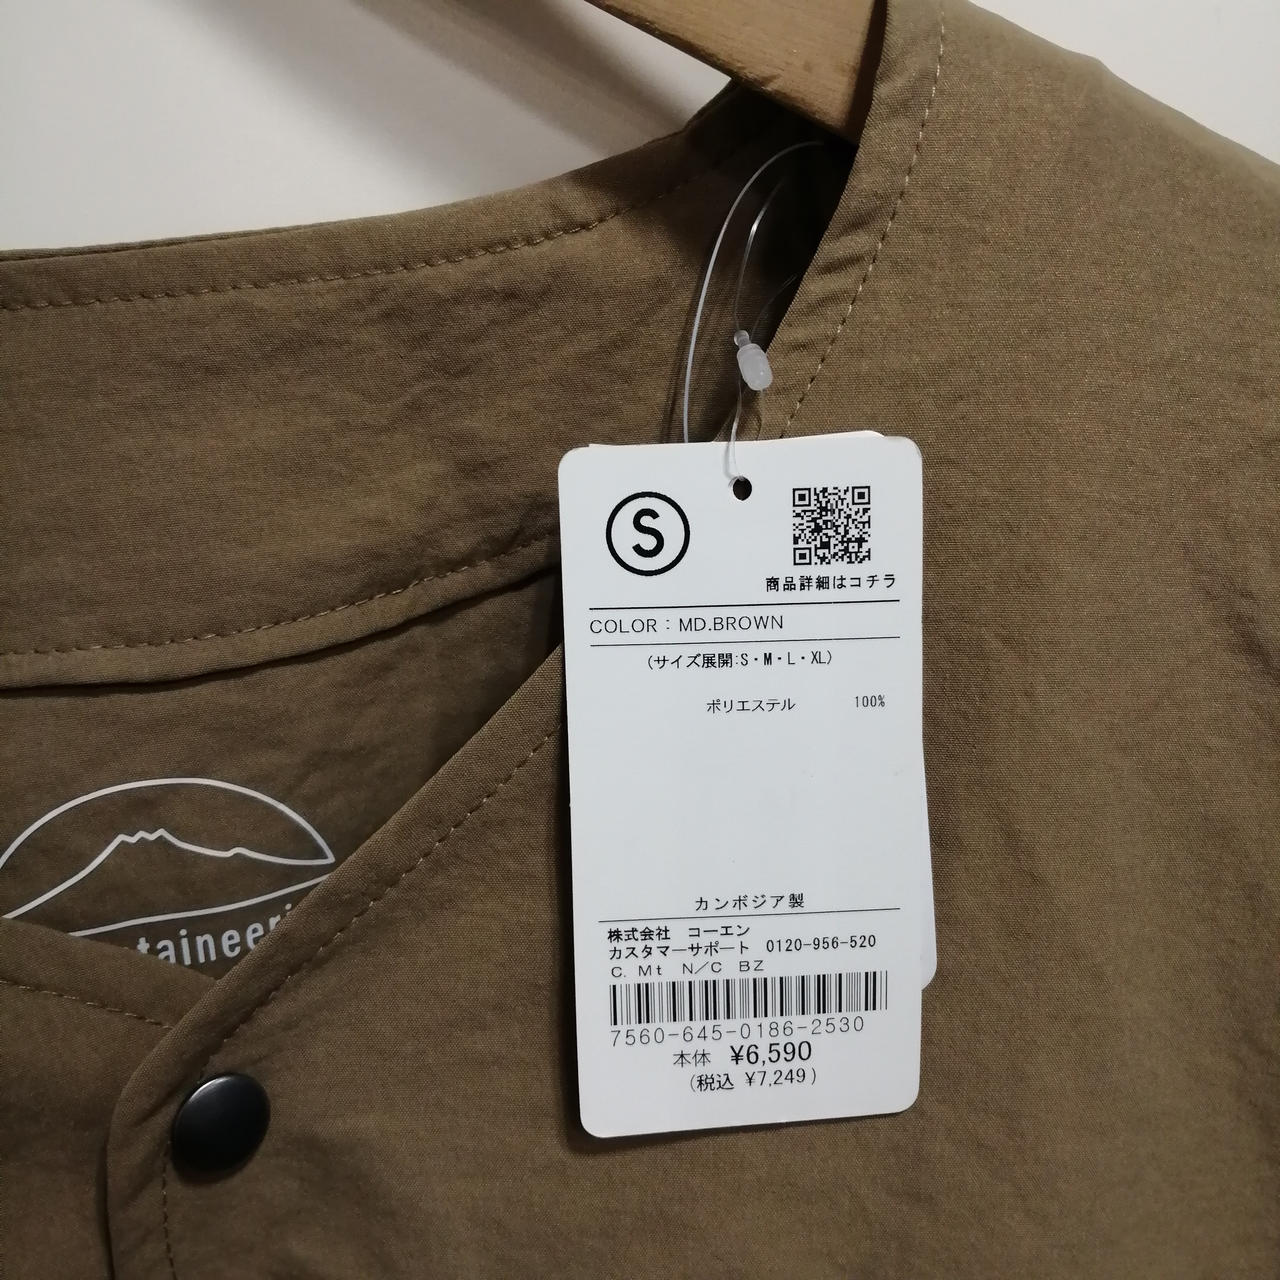 S
商品詳細はコチラ
COLOR : MD.BROWN
(サイズ展開:S・M・L・XL)
ポリエステル 100%
カンボジア製
株式会社 コーエン
カスタマーサポート 0120-956-520
C. Mt N/C BZ
7560-645-0186-2530
本体 ¥6,590
(税込 ¥7,249)
taineeri